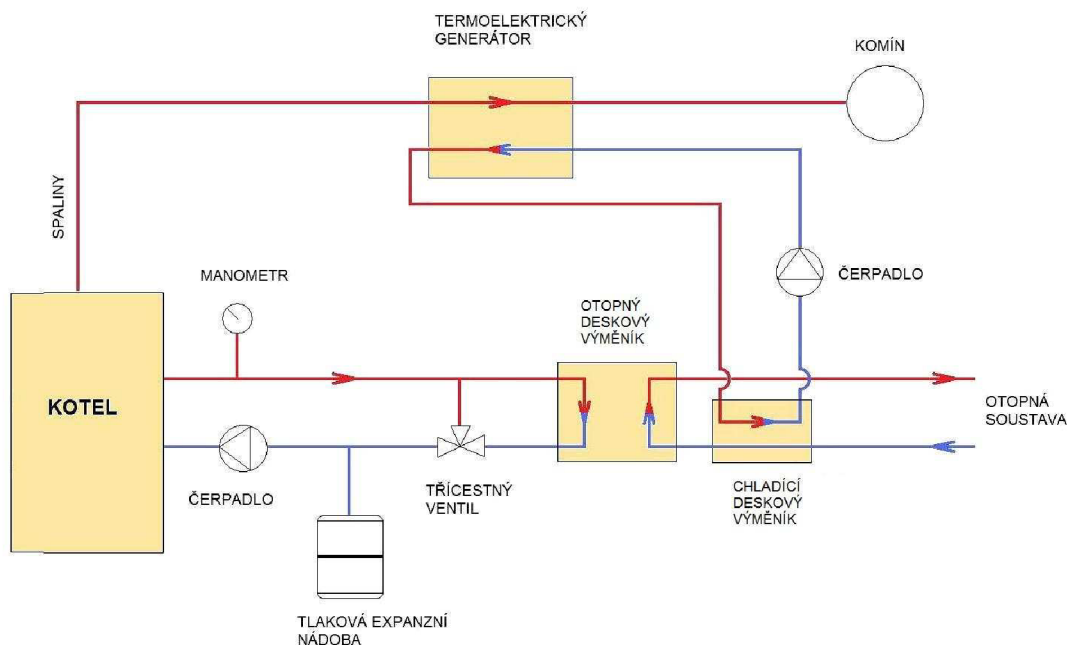 TERMOELEKTRICKÝ
GENERÁTOR
KOMÍN
SPALINY
MANOMETR
ČERPADLO
OTOPNÝ
DESKOVÝ
VÝMĚNÍK
KOTEL
OTOPNÁ
SOUSTAVA
ČERPADLO
TŘÍCESTNÝ
VENTIL
CHLADÍCÍ
DESKOVÝ
VÝMĚNÍK
TLAKOVÁ EXPANZNÍ
NÁDOBA